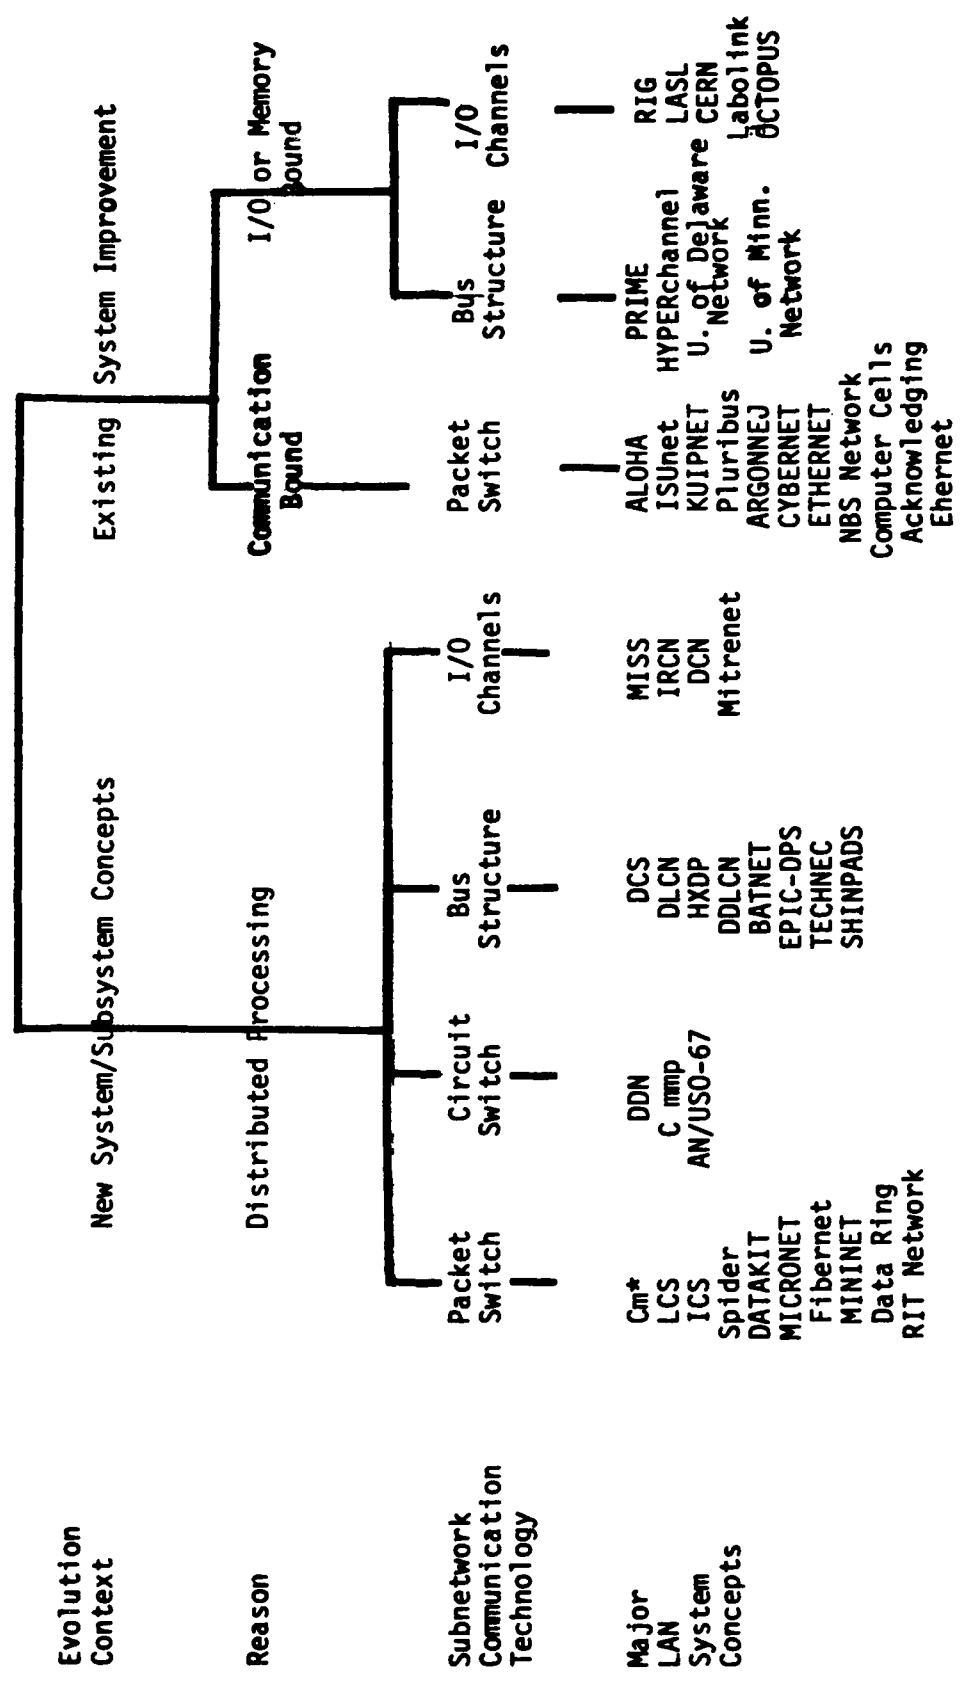 Evolution
Context
New System/Subsystem Concepts
Existing System Improvement
Reason
Distributed Processing
Communication
Bound
I/O or Memory
Bound
Subnetwork
Communication
Technology
Packet
Switch
Circuit
Switch
Bus
Structure
I/O
Channels
Packet
Switch
Bus
Structure
I/O
Channels
Major
LAN
System
Concepts
Cm*
LCS
ICS
Spider
DATAKIT
MICRONET
Fibernet
MININET
Data Ring
RIT Network
DDN
C mmp
AN/USO-67
DCS
DLCN
HXDP
DDLCN
BATNET
EPIC-DPS
TECHNEC
SHINPADS
MISS
IRCN
DCN
Mitrenet
ALOHA
ISUnet
KUIPNET
Pluribus
ARGONNEJ
CYBERNET
ETHERNET
NBS Network
Computer Cells
Acknowledging
Ehernet
PRIME
HYPERchannel
U. of Delaware
Network
U. of Minn.
Network
RIG
LASL
CERN
Labolink
OCTOPUS